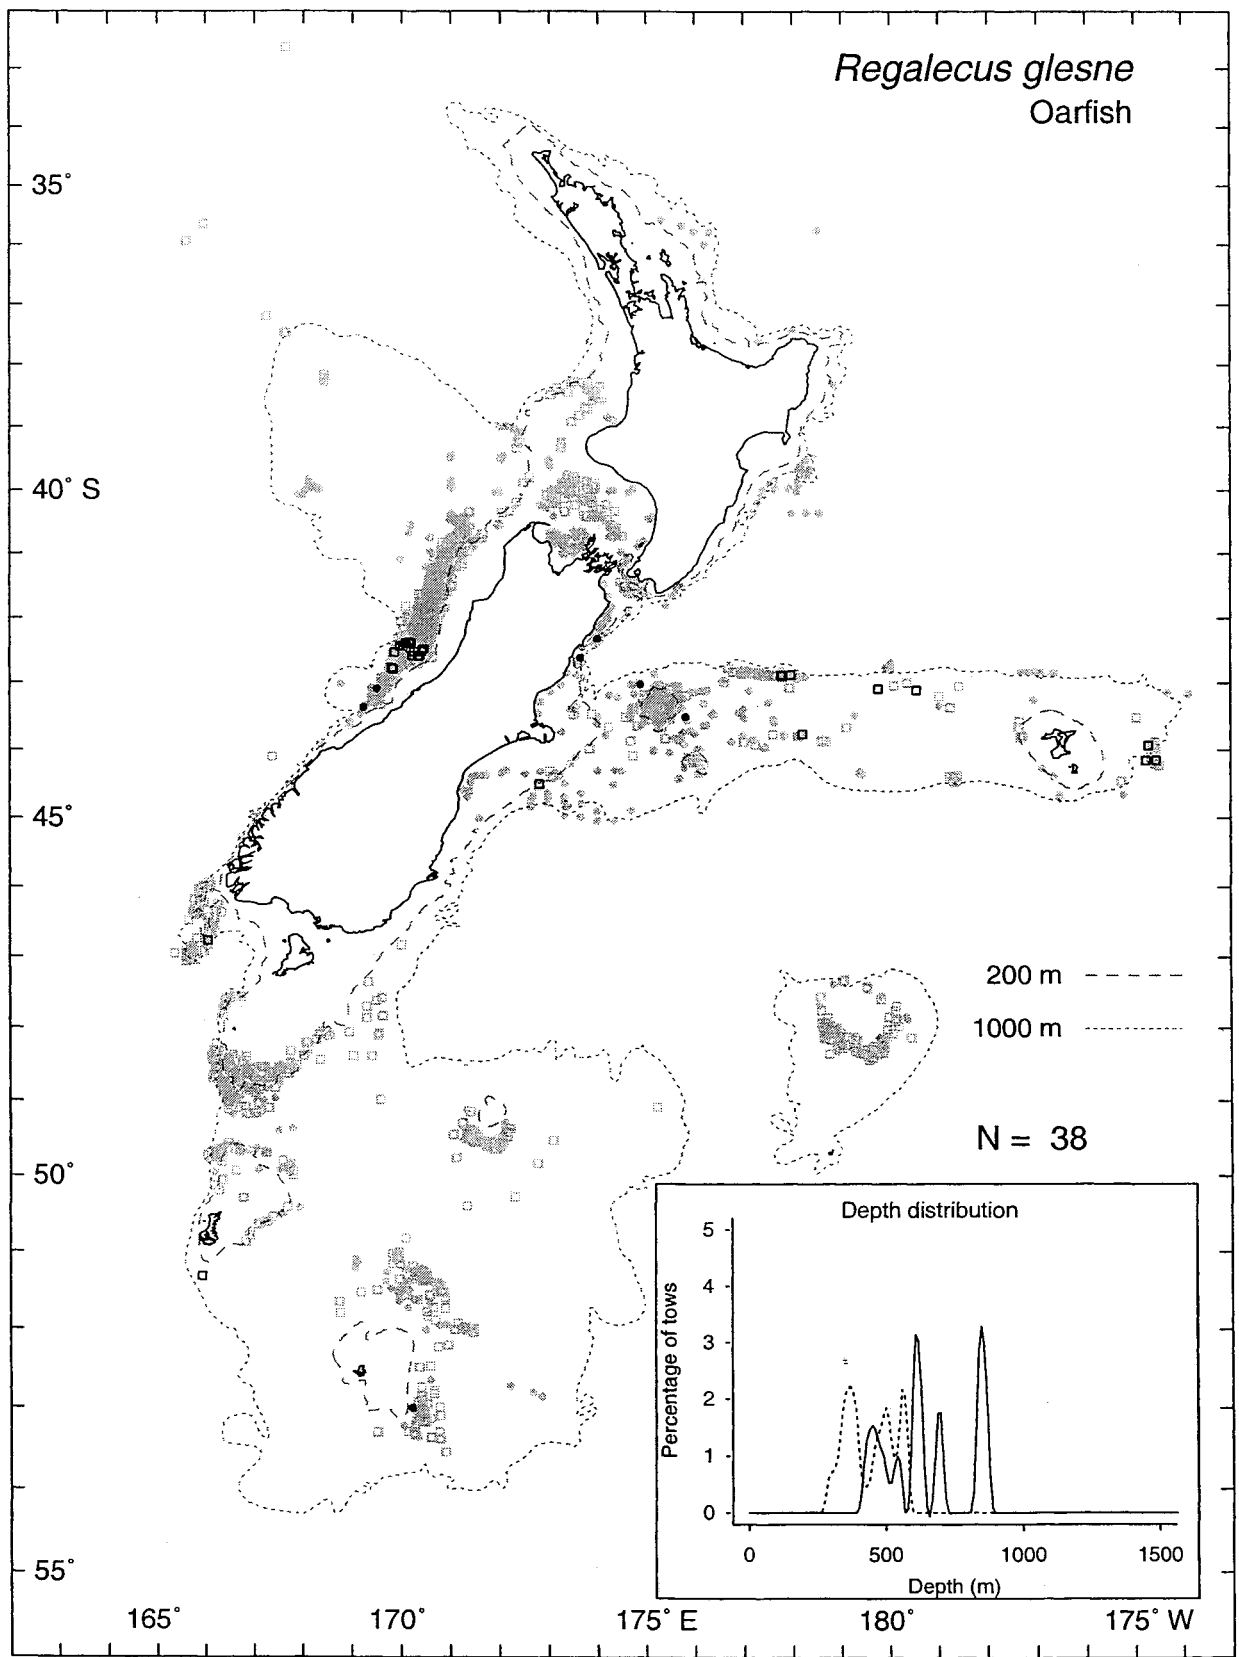 Regalecus glesne
Oarfish
35°
40° S
45°
200 m
1000 m
N = 38
50°
Depth distribution
5
4
3
2
1
0
Percentage of tows
0 500 1000 1500
Depth (m)
55°
165° 170° 175° E 180° 175° W